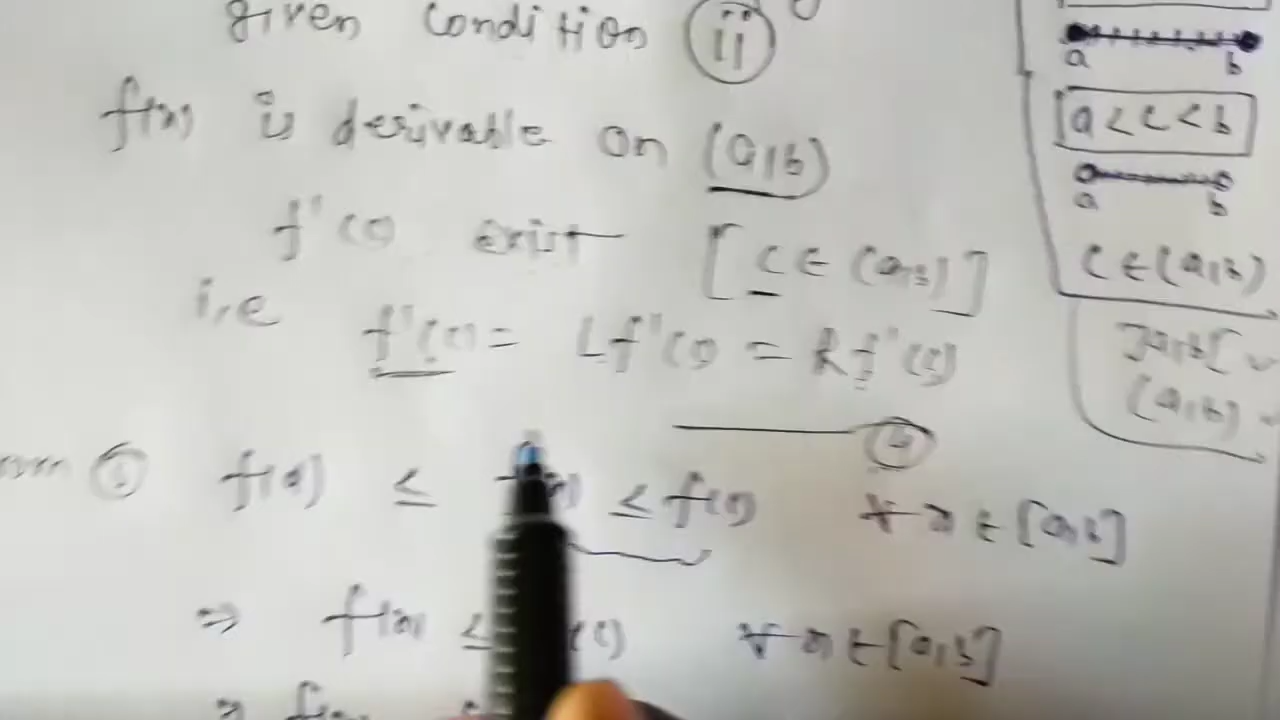 given condition (ii)
f(x) is derivable on (a,b)
f'(c) exist [c ∈ (a,b)]
i.e f'(c) = Lf'(c) = Rf'(c)
f(d) ≤ ≤ f(c) ∀ x ∈ [a,b]
⇒ f(x) ≤ (c) ∀ x ∈ [a,b]
⇒ f(x)
a b
a < c < b
a b
c ∈ (a,b)
]a,b[
(a,b)